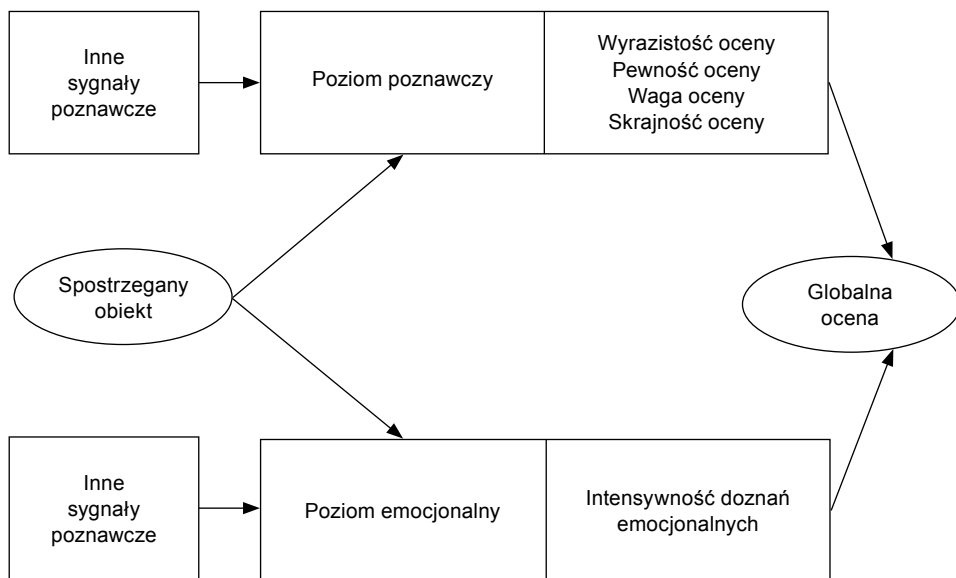 Inne
sygnały
poznawcze
Poziom poznawczy
Wyrazistość oceny
Pewność oceny
Waga oceny
Skrajność oceny
Spostrzegany
obiekt
Globalna
ocena
Inne
sygnały
poznawcze
Poziom emocjonalny
Intensywność doznań
emocjonalnych